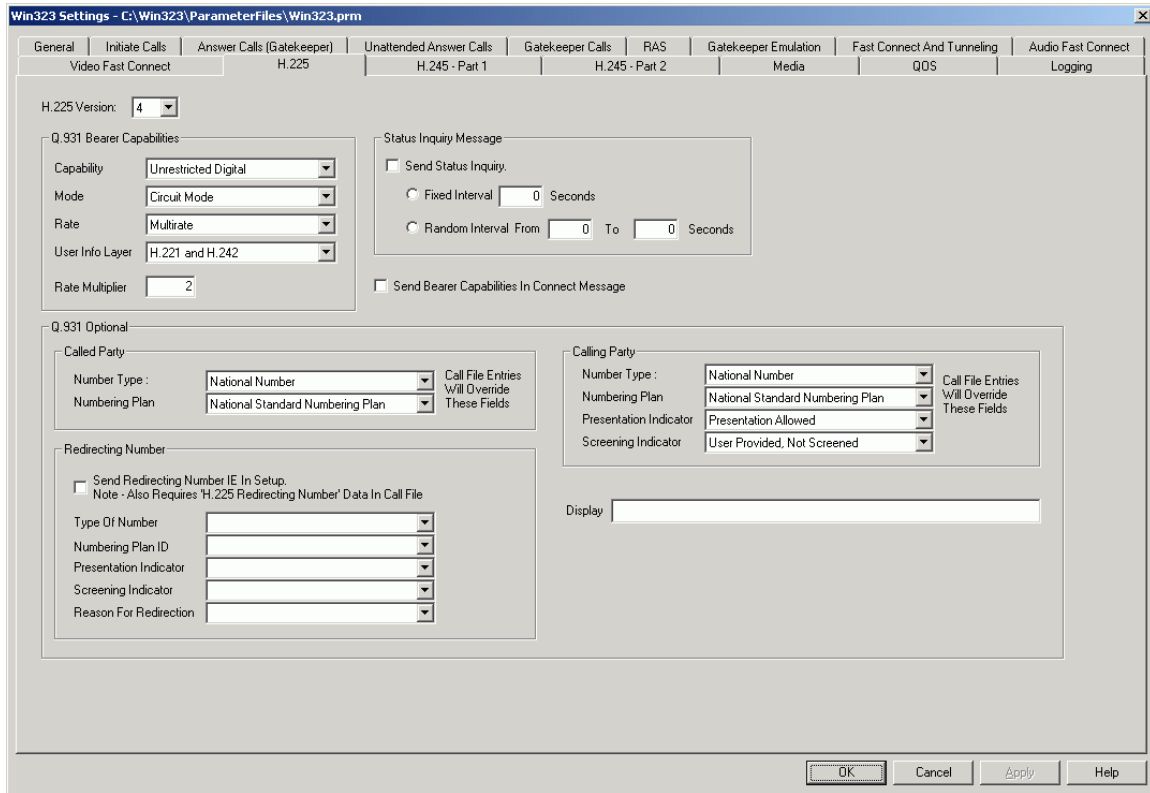 Win323 Settings - C:\Win323\ParameterFiles\Win323.prm
General Initiate Calls Answer Calls (Gatekeeper) Unattended Answer Calls Gatekeeper Calls RAS Gatekeeper Emulation Fast Connect And Tunneling Audio Fast Connect
Video Fast Connect H.225 H.245 - Part 1 H.245 - Part 2 Media QOS Logging
H.225 Version: 4
Q.931 Bearer Capabilities
Capability Unrestricted Digital
Mode Circuit Mode
Rate Multirate
User Info Layer H.221 and H.242
Rate Multiplier 2
Status Inquiry Message
Send Status Inquiry.
Fixed Interval 0 Seconds
Random Interval From 0 To 0 Seconds
Send Bearer Capabilities In Connect Message
Q.931 Optional
Called Party
Number Type : National Number
Numbering Plan National Standard Numbering Plan
Call File Entries
Will Override
These Fields
Calling Party
Number Type : National Number
Numbering Plan National Standard Numbering Plan
Presentation Indicator Presentation Allowed
Screening Indicator User Provided, Not Screened
Call File Entries
Will Override
These Fields
Redirecting Number
Send Redirecting Number IE In Setup.
Note - Also Requires 'H.225 Redirecting Number' Data In Call File
Type Of Number
Numbering Plan ID
Presentation Indicator
Screening Indicator
Reason For Redirection
Display
OK Cancel Apply Help